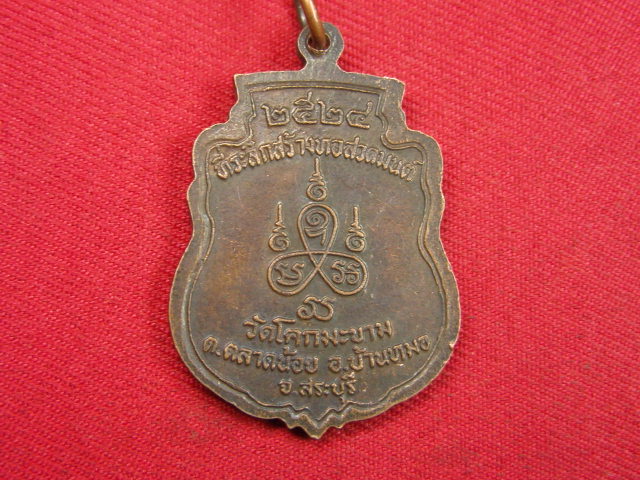 ๒๕๒๔
ที่ระลึกสร้างหอสวดมนต์
วัดโคกมะขาม
ต.ตลาดน้อย อ.บ้านหมอ
จ.สระบุรี